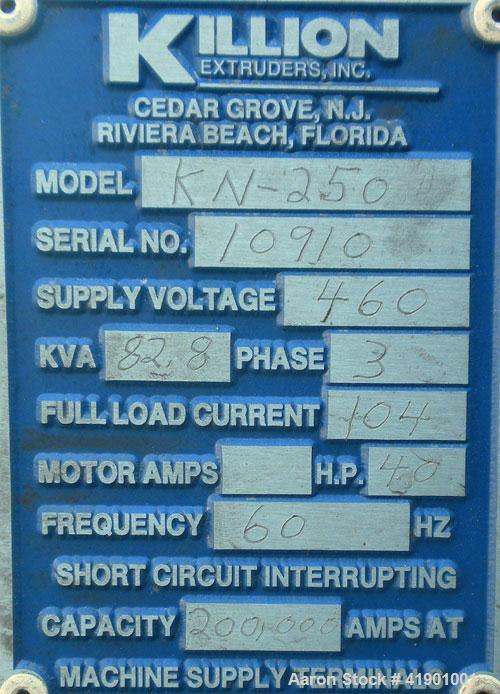 KILLION
EXTRUDERS, INC.
CEDAR GROVE, N.J.
RIVIERA BEACH, FLORIDA
MODEL KN-250
SERIAL NO. 10910
SUPPLY VOLTAGE 460
KVA 82.8 PHASE 3
FULL LOAD CURRENT 104
MOTOR AMPS H.P. 40
FREQUENCY 60 HZ
SHORT CIRCUIT INTERRUPTING
CAPACITY 200,000 AMPS AT
MACHINE SUPPLY TERMINALS
Aaron Stock # 4190100